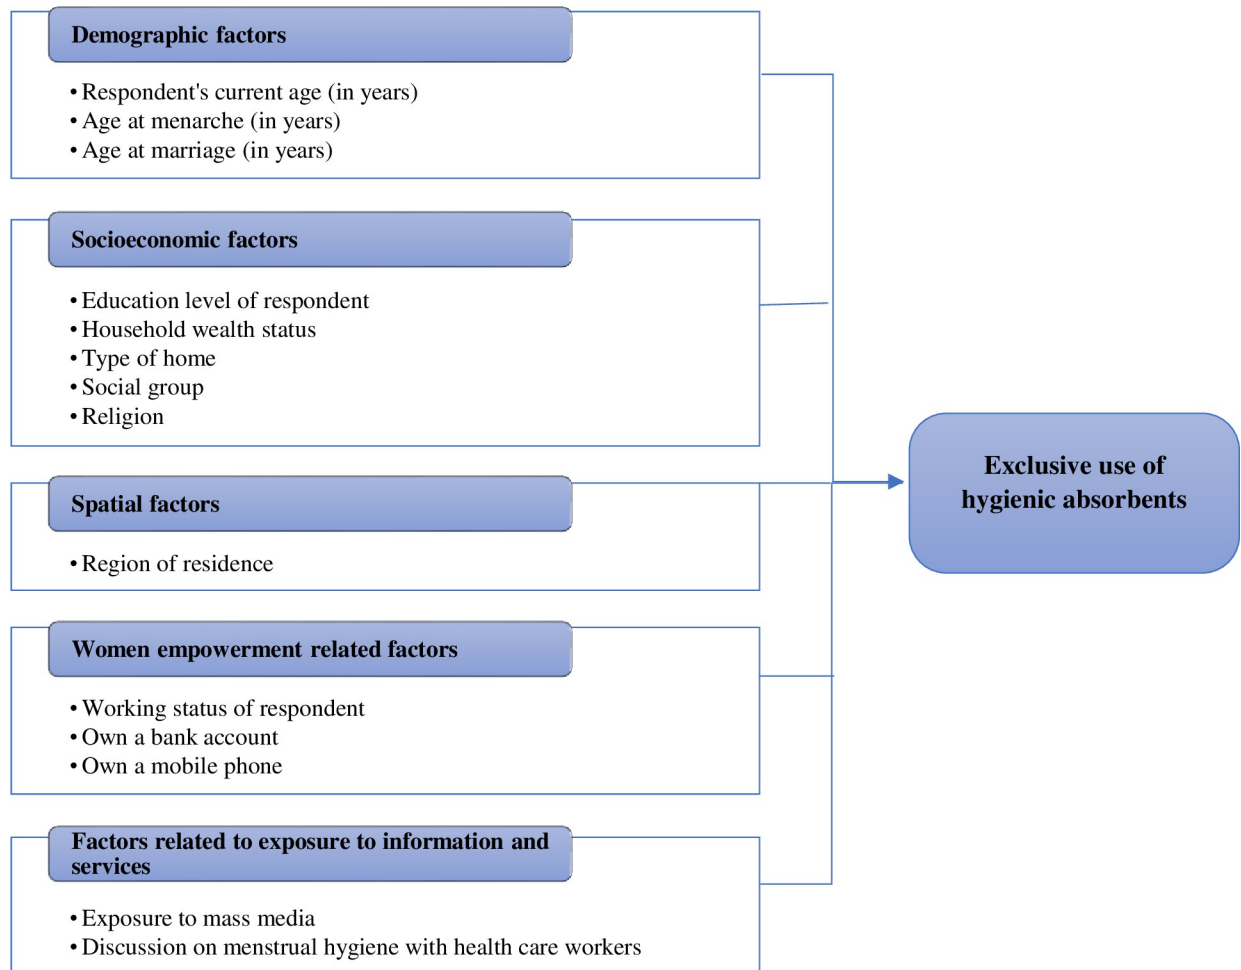 Demographic factors
• Respondent's current age (in years)
• Age at menarche (in years)
• Age at marriage (in years)
Socioeconomic factors
• Education level of respondent
• Household wealth status
• Type of home
• Social group
• Religion
Spatial factors
• Region of residence
Women empowerment related factors
• Working status of respondent
• Own a bank account
• Own a mobile phone
Factors related to exposure to information and
services
• Exposure to mass media
• Discussion on menstrual hygiene with health care workers
Exclusive use of
hygienic absorbents